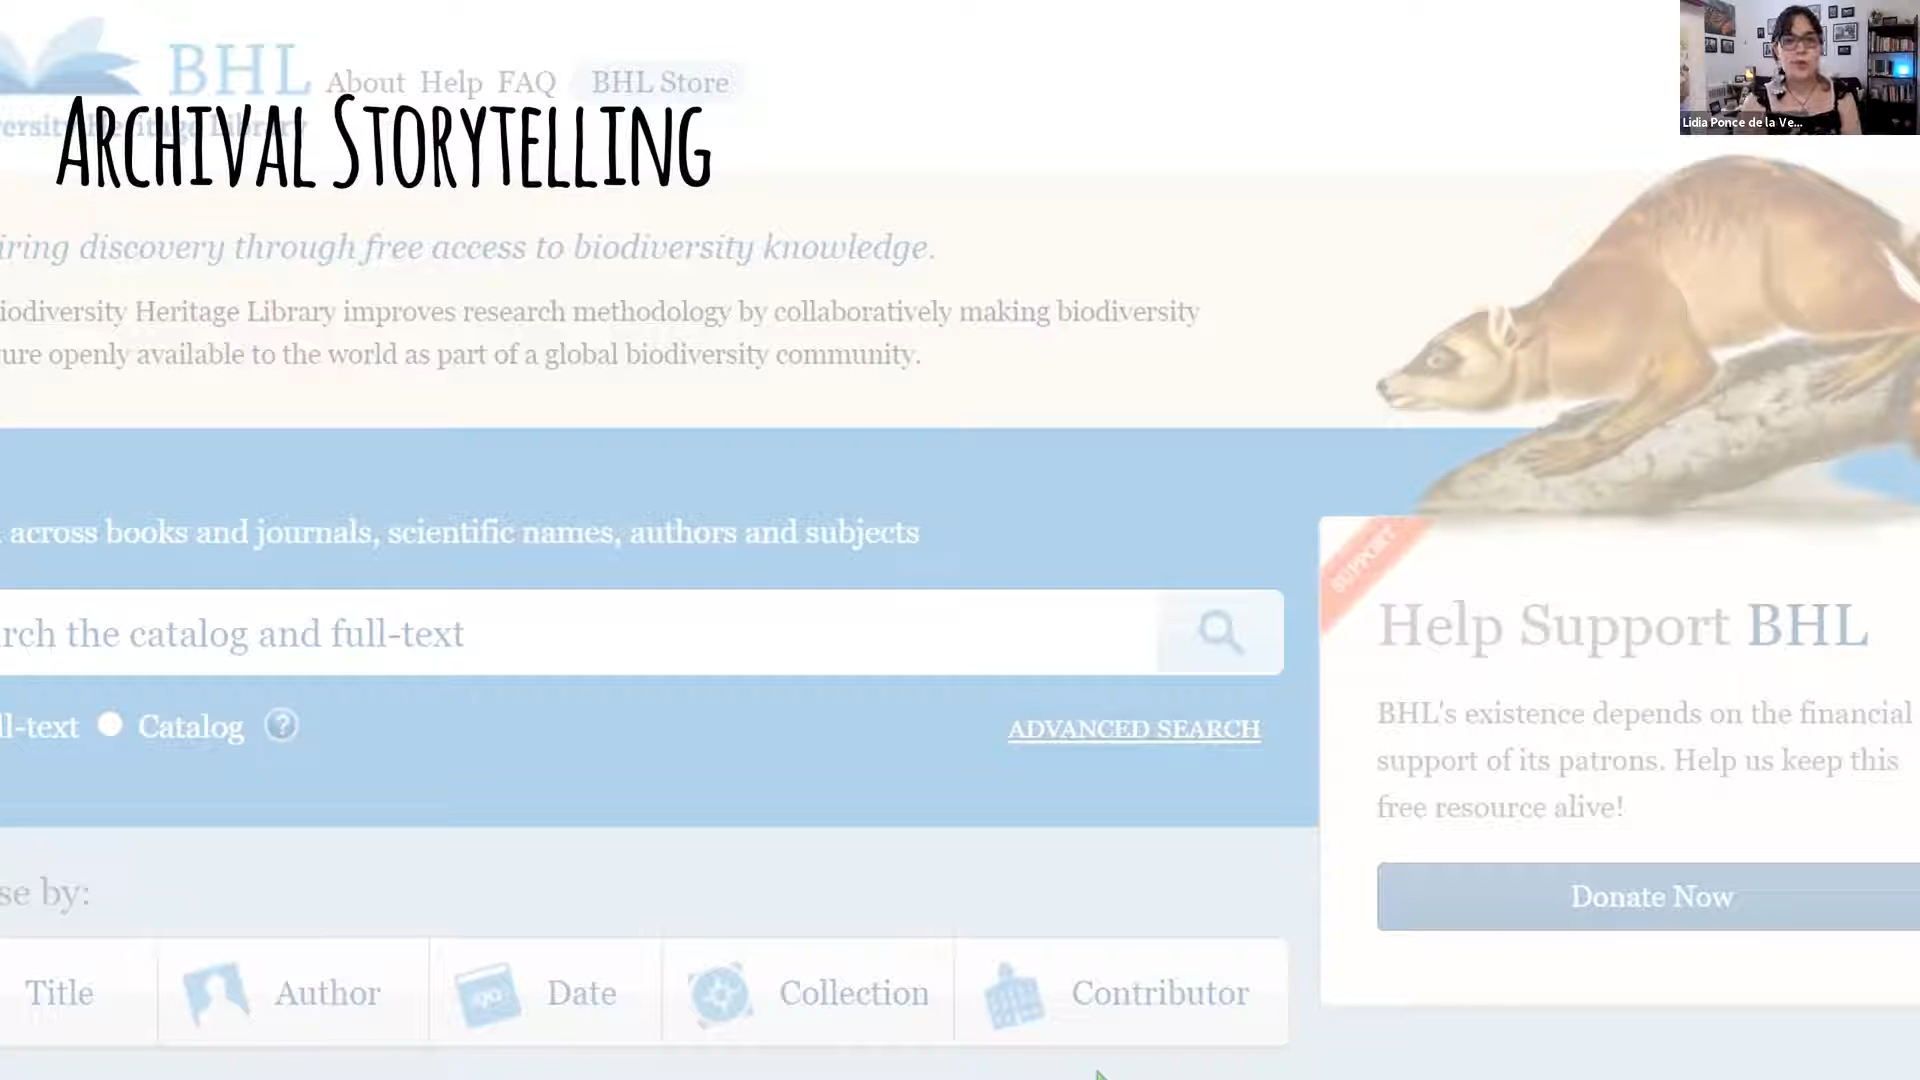 BHL About Help FAQ BHL Store
ersity Heritage Library
ARCHIVAL STORYTELLING
Lidia Ponce de la Ve...
iring discovery through free access to biodiversity knowledge.
iodiversity Heritage Library improves research methodology by collaboratively making biodiversity
ure openly available to the world as part of a global biodiversity community.
across books and journals, scientific names, authors and subjects
SUPPORT
rch the catalog and full-text
Help Support BHL
ll-text Catalog ?
ADVANCED SEARCH
BHL's existence depends on the financial
support of its patrons. Help us keep this
free resource alive!
Donate Now
se by:
Title Author Date Collection Contributor